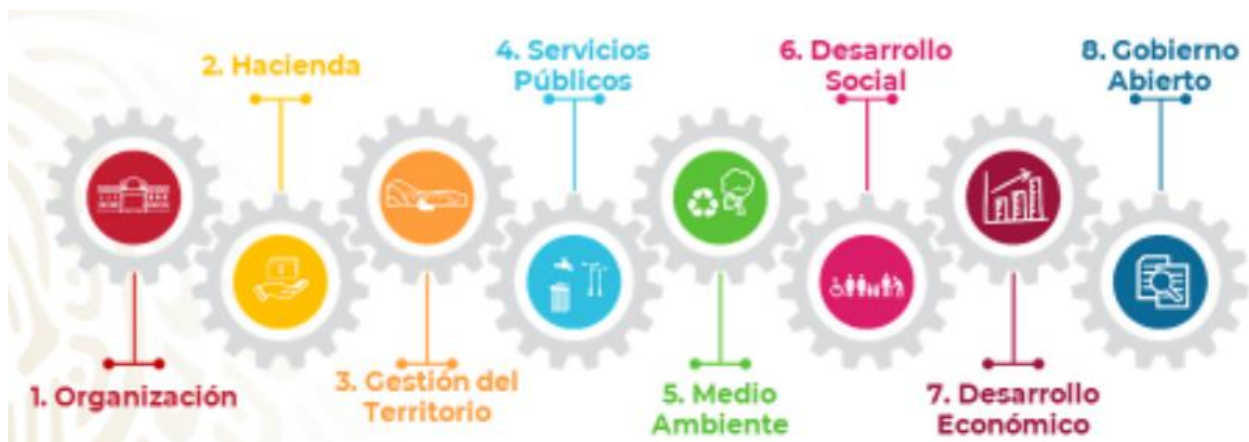 1. Organización
2. Hacienda
3. Gestión del
Territorio
4. Servicios
Públicos
5. Medio
Ambiente
6. Desarrollo
Social
7. Desarrollo
Económico
8. Gobierno
Abierto